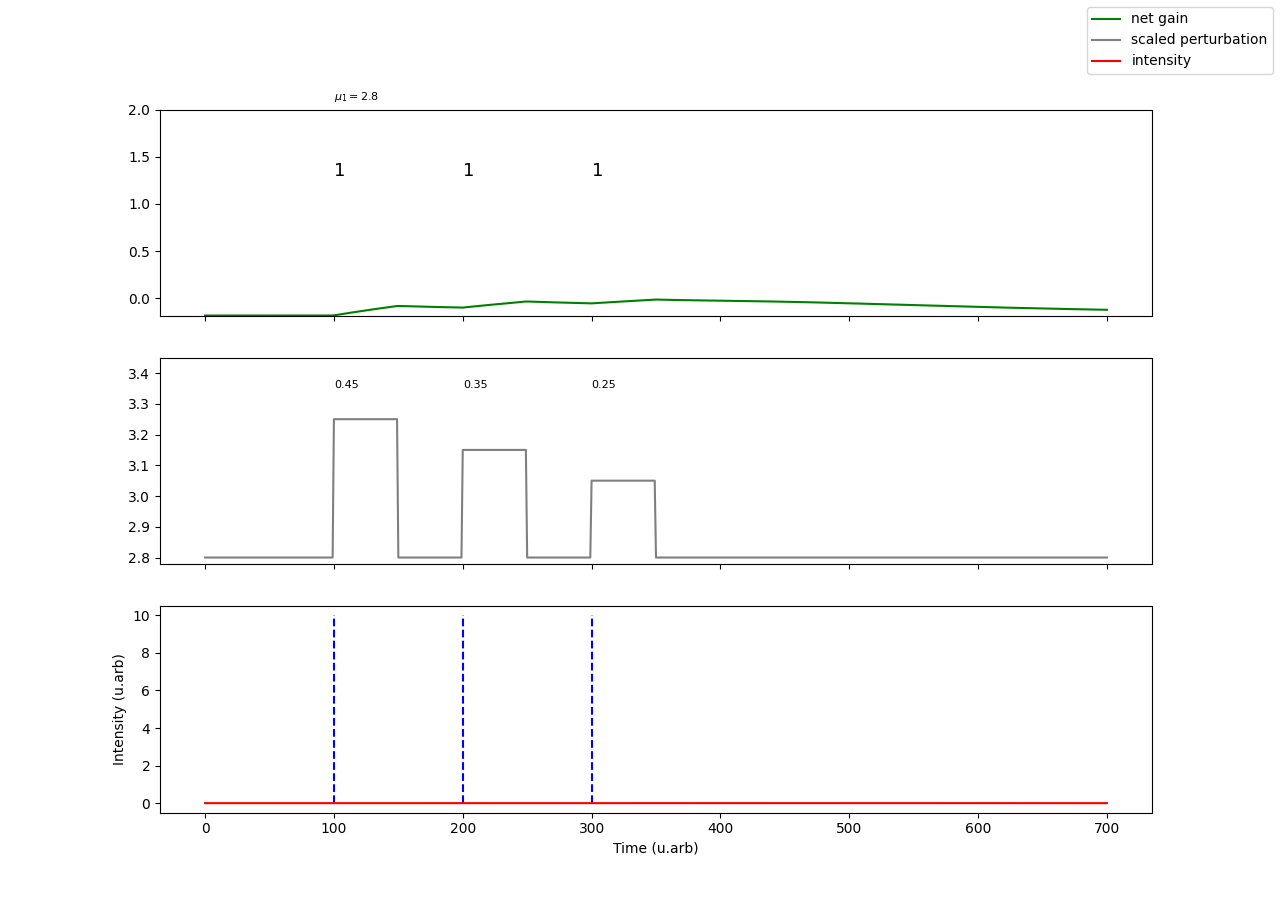 net gain
scaled perturbation
intensity
μ₁ = 2.8
2.0
1.5
1.0
0.5
0.0
1 1 1
3.4
3.3
3.2
3.1
3.0
2.9
2.8
0.45 0.35 0.25
10
8
6
4
2
0
Intensity (u.arb)
0 100 200 300 400 500 600 700
Time (u.arb)